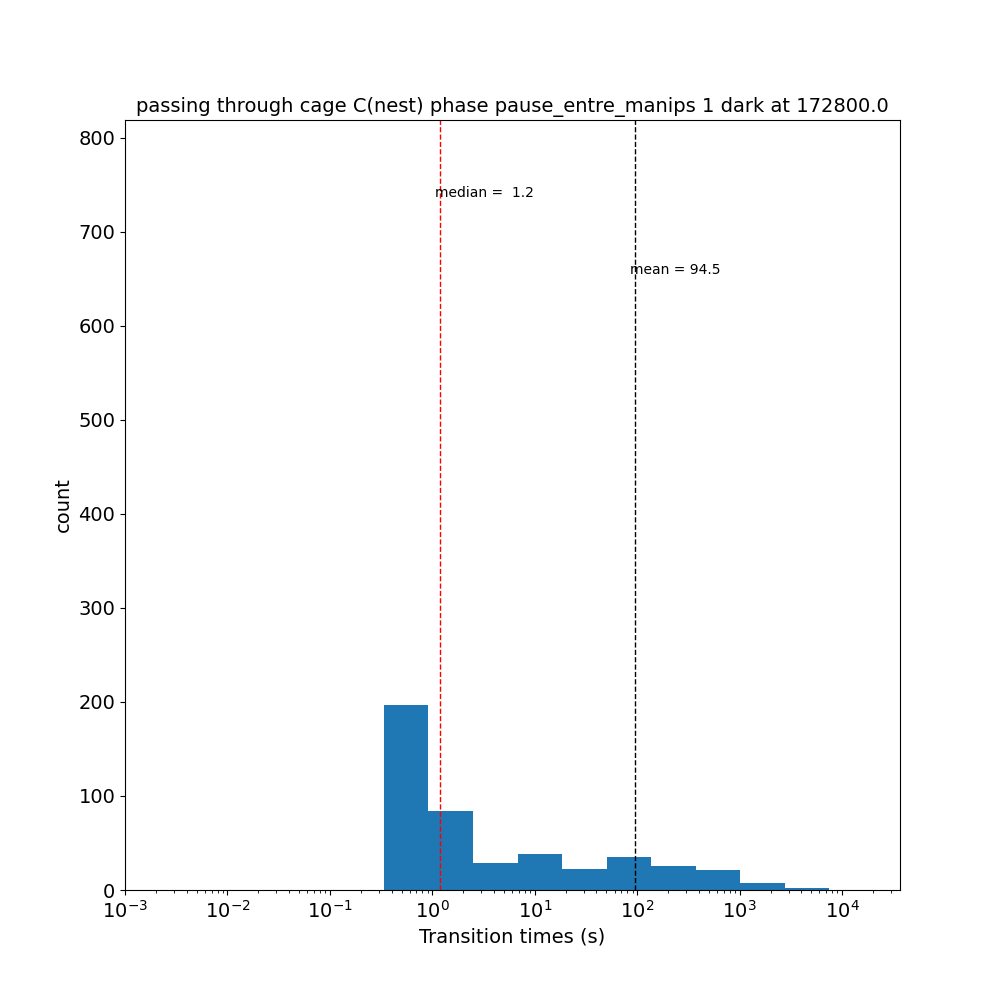 passing through cage C(nest) phase pause_entre_manips 1 dark at 172800.0
800
median =  1.2
700
mean = 94.5
600
500
count
400
300
200
100
0
10⁻³ 10⁻² 10⁻¹ 10⁰ 10¹ 10² 10³ 10⁴
Transition times (s)